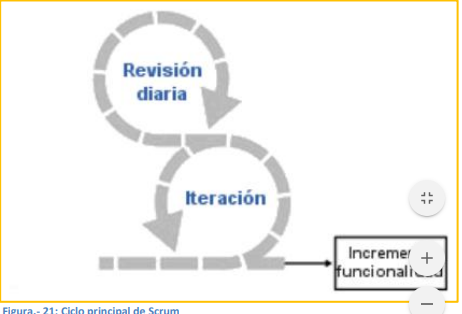 Revisión
diaria
Iteración
Figura.- 21: Ciclo principal de Scrum